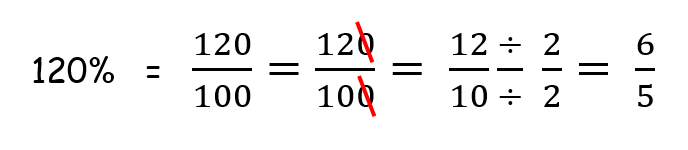 120% = 120/100 = 120/100 = 12 ÷ 2/10 ÷ 2 = 6/5